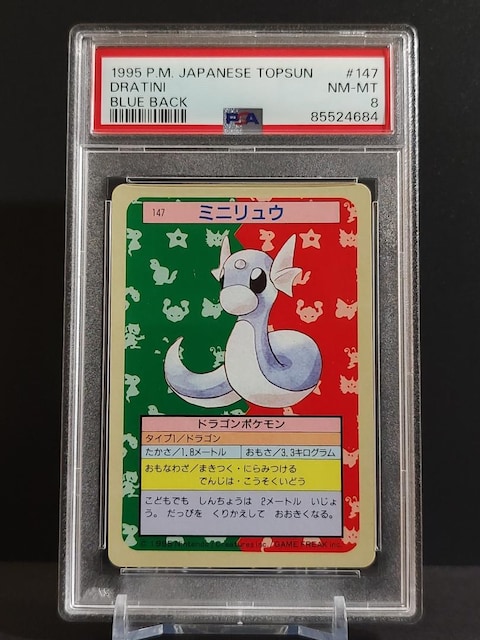 1995 P.M. JAPANESE TOPSUN #147
DRATINI NM-MT
BLUE BACK 8
85524684
PSA
147 ミニリュウ
ドラゴンポケモン
タイプ1/ドラゴン
たかさ/1.8メートル おもさ/3.3キログラム
おもなわざ/まきつく・にらみつける
でんじは・こうそくいどう
こどもでも しんちょうは 2メートル いじょ
う。だっぴを くりかえして おおきくなる。
GAME FREAK inc.